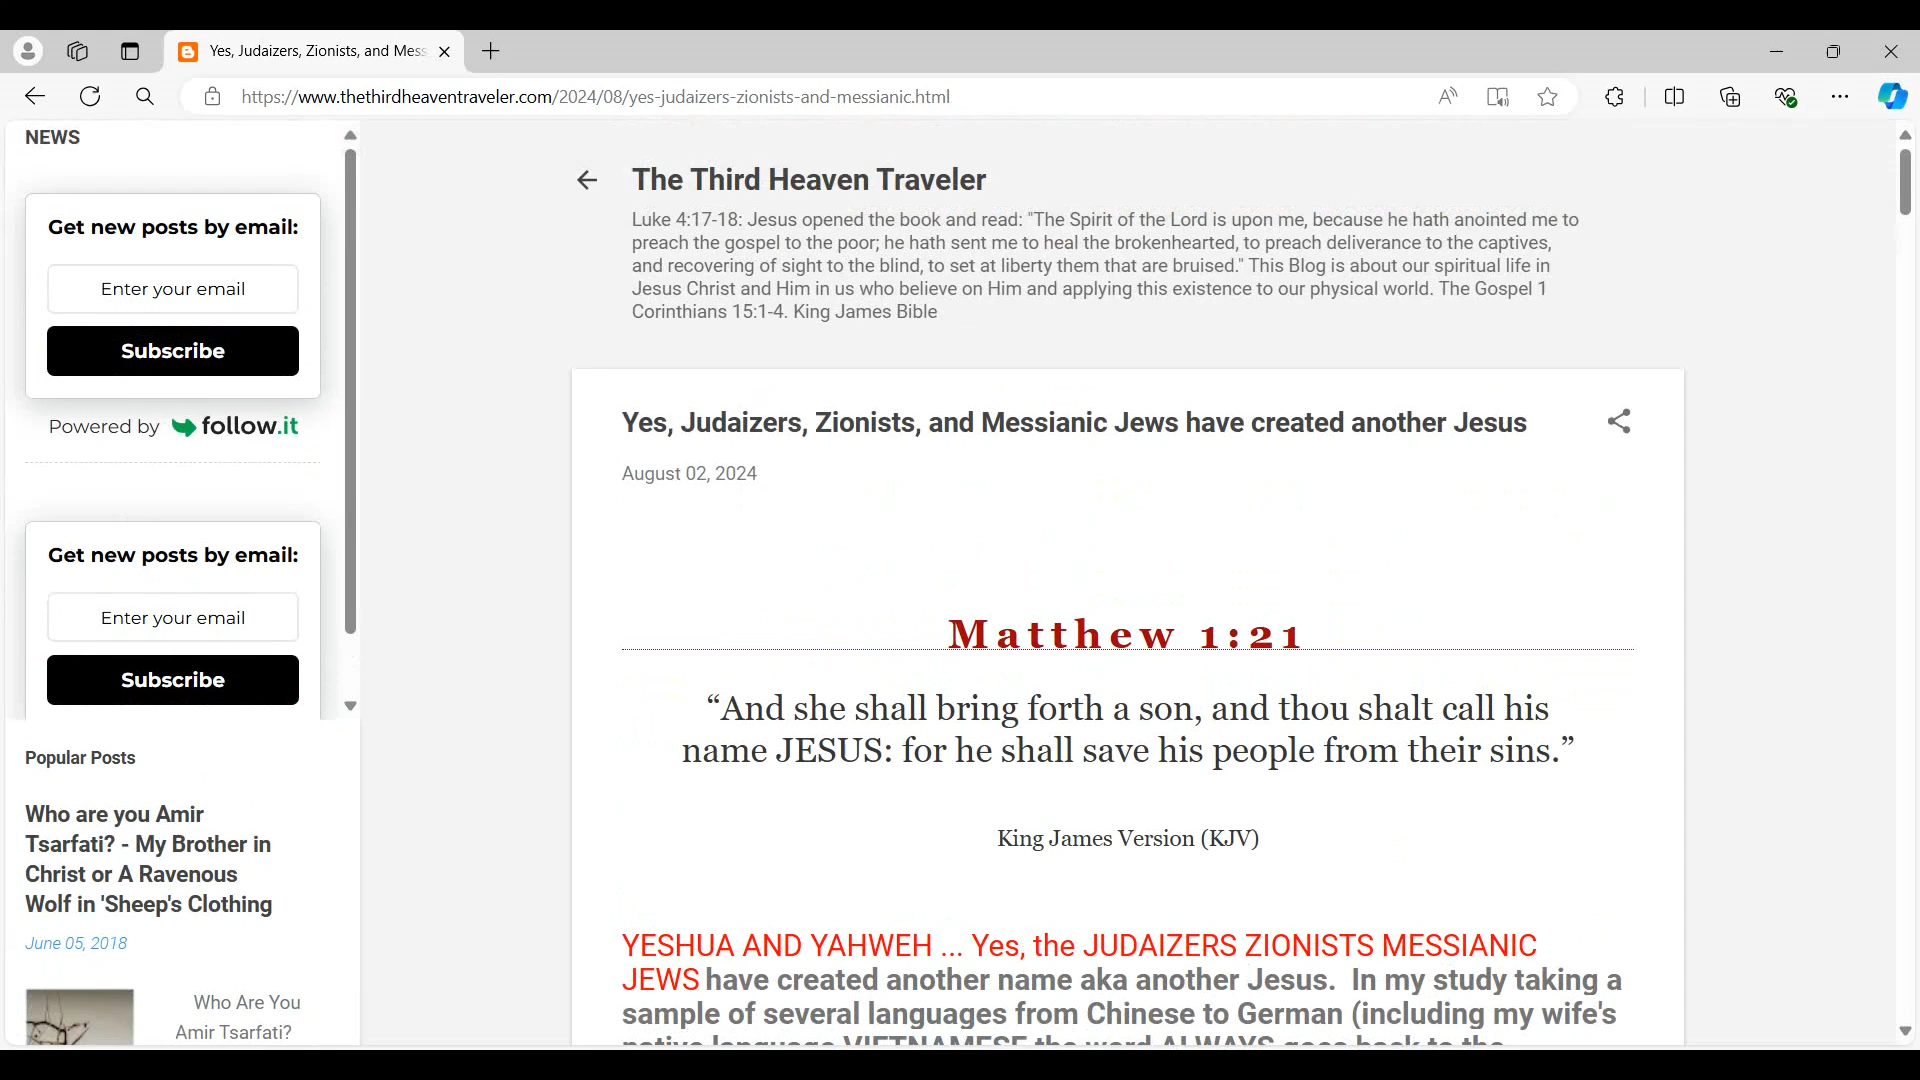 Yes, Judaizers, Zionists, and Mess
https://www.thethirdheaventraveler.com/2024/08/yes-judaizers-zionists-and-messianic.html
NEWS
Get new posts by email:
Enter your email
Subscribe
Powered by follow.it
Get new posts by email:
Enter your email
Subscribe
Popular Posts
Who are you Amir
Tsarfati? - My Brother in
Christ or A Ravenous
Wolf in 'Sheep's Clothing
June 05, 2018
Who Are You
Amir Tsarfati?
The Third Heaven Traveler
Luke 4:17-18: Jesus opened the book and read: "The Spirit of the Lord is upon me, because he hath anointed me to
preach the gospel to the poor; he hath sent me to heal the brokenhearted, to preach deliverance to the captives,
and recovering of sight to the blind, to set at liberty them that are bruised." This Blog is about our spiritual life in
Jesus Christ and Him in us who believe on Him and applying this existence to our physical world. The Gospel 1
Corinthians 15:1-4. King James Bible
Yes, Judaizers, Zionists, and Messianic Jews have created another Jesus
August 02, 2024
Matthew 1:21
“And she shall bring forth a son, and thou shalt call his
name JESUS: for he shall save his people from their sins.”
King James Version (KJV)
YESHUA AND YAHWEH ... Yes, the JUDAIZERS ZIONISTS MESSIANIC
JEWS have created another name aka another Jesus.  In my study taking a
sample of several languages from Chinese to German (including my wife's
native language VIETNAMESE the word ALWAYS goes back to the